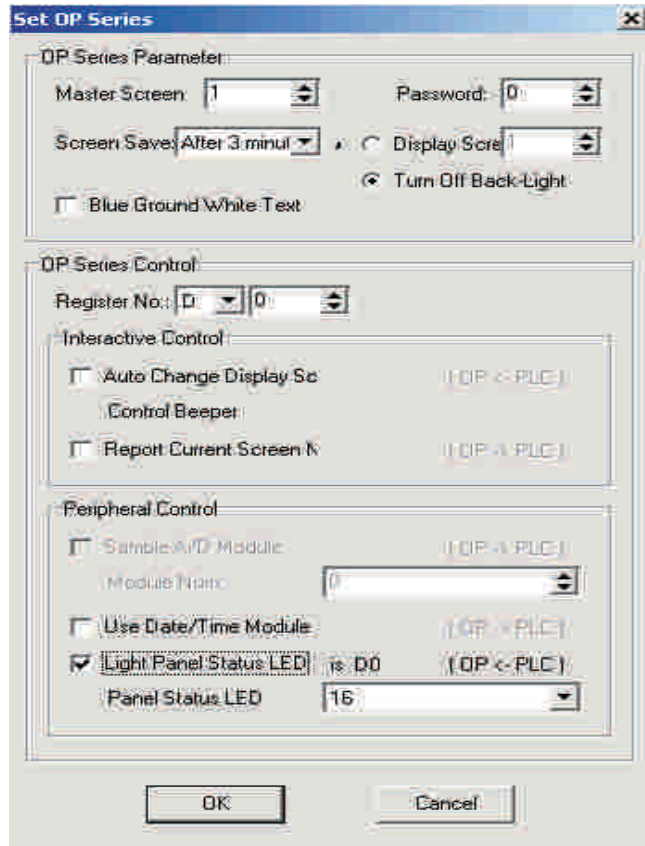 Set OP Series
OP Series Parameter
Master Screen: 1 Password: 0
Screen Save: After 3 minut Display Scre 1
Turn Off Back-Light
Blue Ground White Text
OP Series Control
Register No.: D 0
Interactive Control
Auto Change Display Sc ( OP <- PLC )
Control Beeper
Report Current Screen N ( OP -> PLC )
Peripheral Control
Sample A/D Module ( OP -> PLC )
Module Num: 0
Use Date/Time Module ( OP -> PLC )
Light Panel Status LED is D0 ( OP <- PLC )
Panel Status LED 16
OK Cancel